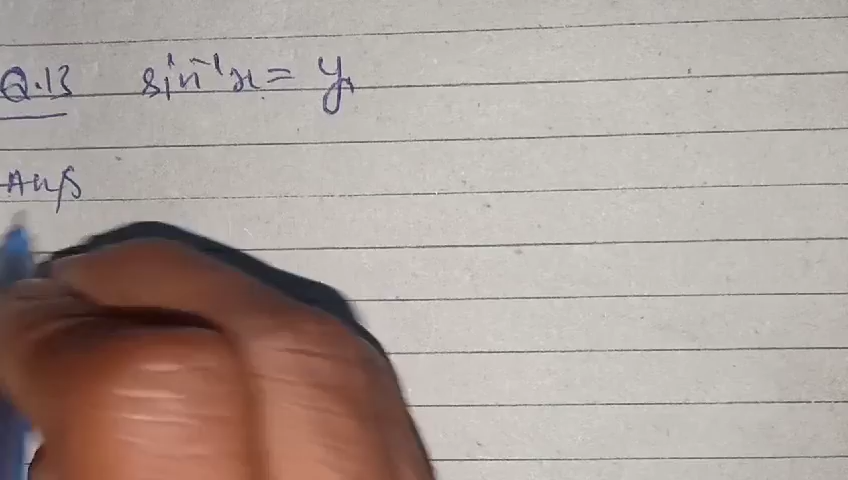 Q.13 sin⁻¹x = y,
Ans